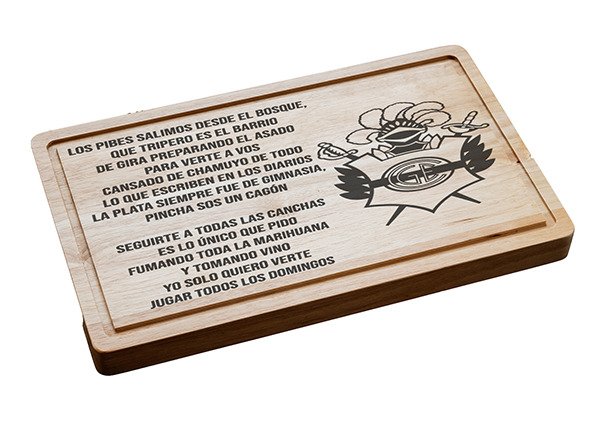 LOS PIBES SALIMOS DESDE EL BOSQUE,
QUE TRIPERO ES EL BARRIO
DE GIRA PREPARANDO EL ASADO
PARA VERTE A VOS
CANSADO DE CHAMUYO DE TODO
LO QUE ESCRIBEN EN LOS DIARIOS
LA PLATA SIEMPRE FUE DE GIMNASIA,
PINCHA SOS UN CAGÓN
SEGUIRTE A TODAS LAS CANCHAS
ES LO ÚNICO QUE PIDO
FUMANDO TODA LA MARIHUANA
Y TOMANDO VINO
YO SOLO QUIERO VERTE
JUGAR TODOS LOS DOMINGOS